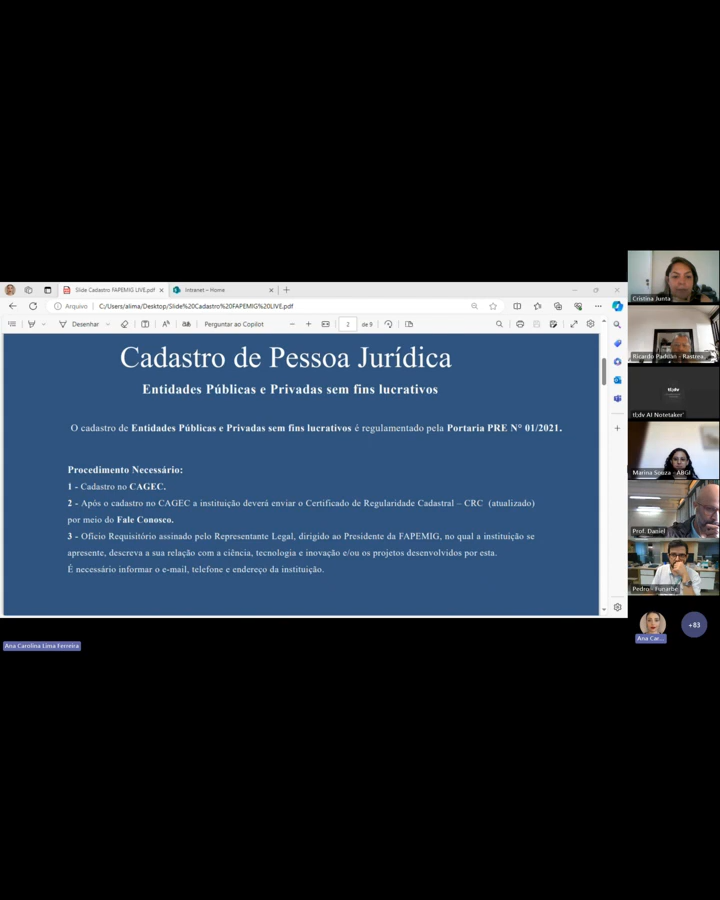 Slide Cadastro FAPEMIG LIVE.pdf
Intranet – Home
Arquivo
C:/Users/alima/Desktop/Slide%20Cadastro%20FAPEMIG%20LIVE.pdf
Desenhar
Perguntar ao Copilot
2
de 9
Cadastro de Pessoa Jurídica
Entidades Públicas e Privadas sem fins lucrativos
O cadastro de Entidades Públicas e Privadas sem fins lucrativos é regulamentado pela Portaria PRE N° 01/2021.
Procedimento Necessário:
1 - Cadastro no CAGEC.
2 - Após o cadastro no CAGEC a instituição deverá enviar o Certificado de Regularidade Cadastral – CRC (atualizado)
por meio do Fale Conosco.
3 - Ofício Requisitório assinado pelo Representante Legal, dirigido ao Presidente da FAPEMIG, no qual a instituição se
apresente, descreva a sua relação com a ciência, tecnologia e inovação e/ou os projetos desenvolvidos por esta.
É necessário informar o e-mail, telefone e endereço da instituição.
Cristina Junta
Ricardo Padilan - Rastrea.
tl;dv
tl;dv AI Notetaker'
Marina Souza - ABGI
Prof. Daniel
Pedro - Funarbe
Ana Car...
+83
Ana Carolina Lima Ferreira